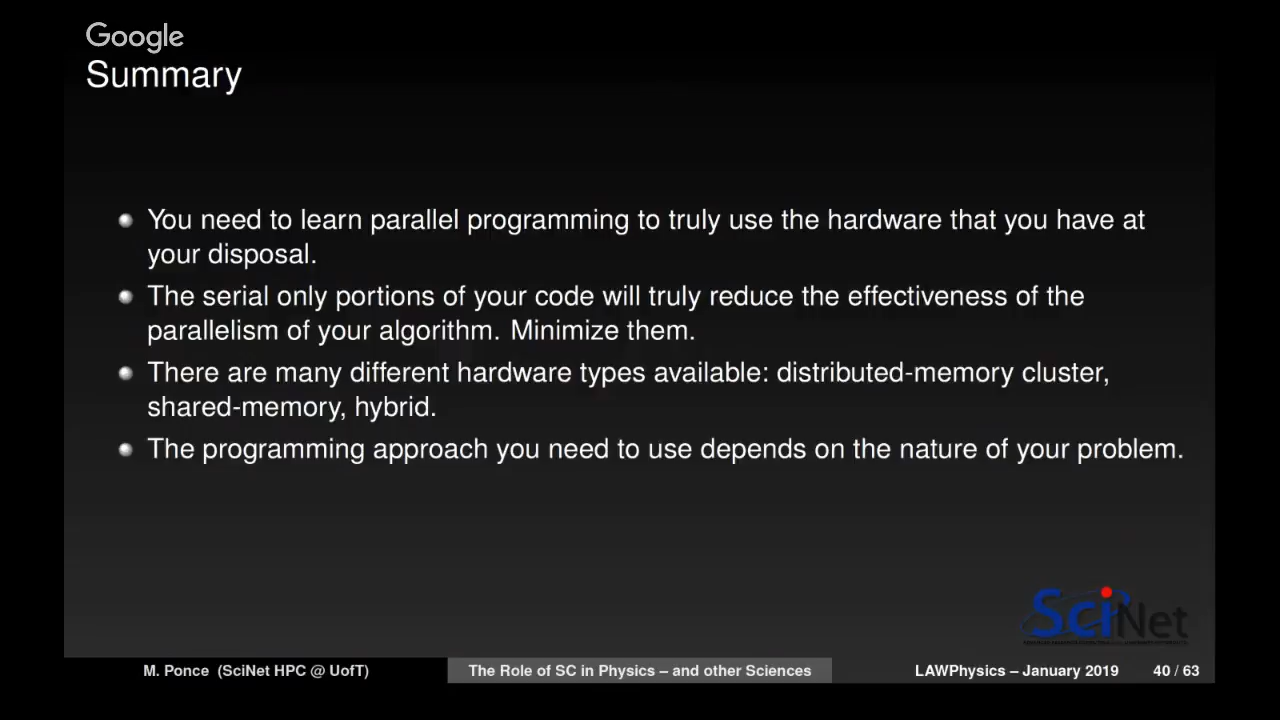 Google
Summary
You need to learn parallel programming to truly use the hardware that you have at
your disposal.
The serial only portions of your code will truly reduce the effectiveness of the
parallelism of your algorithm. Minimize them.
There are many different hardware types available: distributed-memory cluster,
shared-memory, hybrid.
The programming approach you need to use depends on the nature of your problem.
SciNet
M. Ponce (SciNet HPC @ UofT) The Role of SC in Physics – and other Sciences LAWPhysics – January 2019 40 / 63